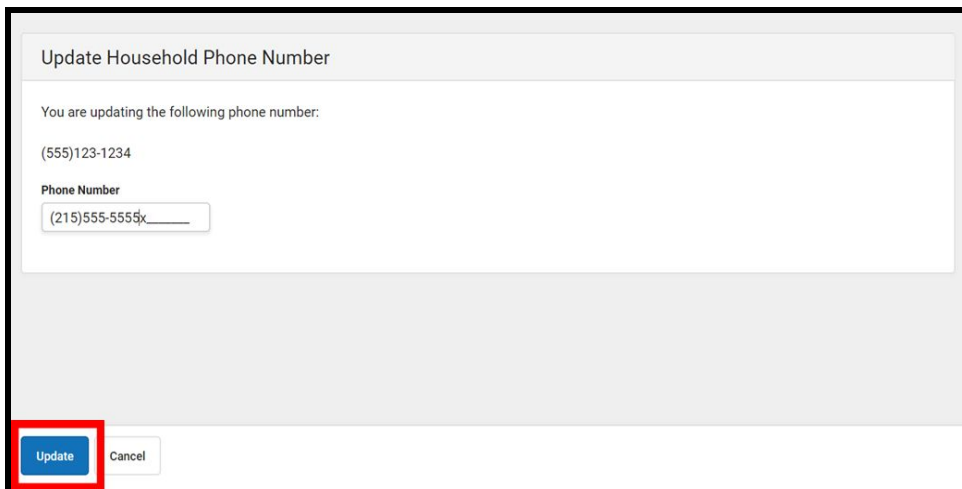 Update Household Phone Number
You are updating the following phone number:
(555)123-1234
Phone Number
(215)555-5555x_______
Update Cancel